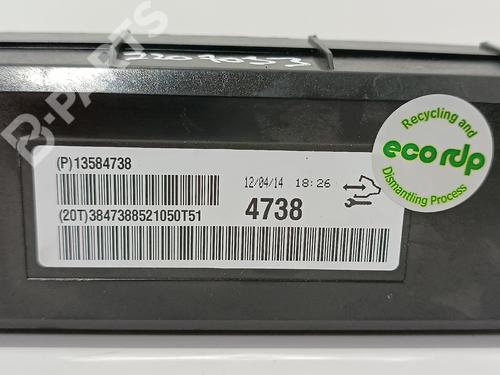 B-PARTS
Recycling and
eco rdp
Dismantling Process
(P)13584738
12/04/14 18:26
(20T)3847388521050T51
4738